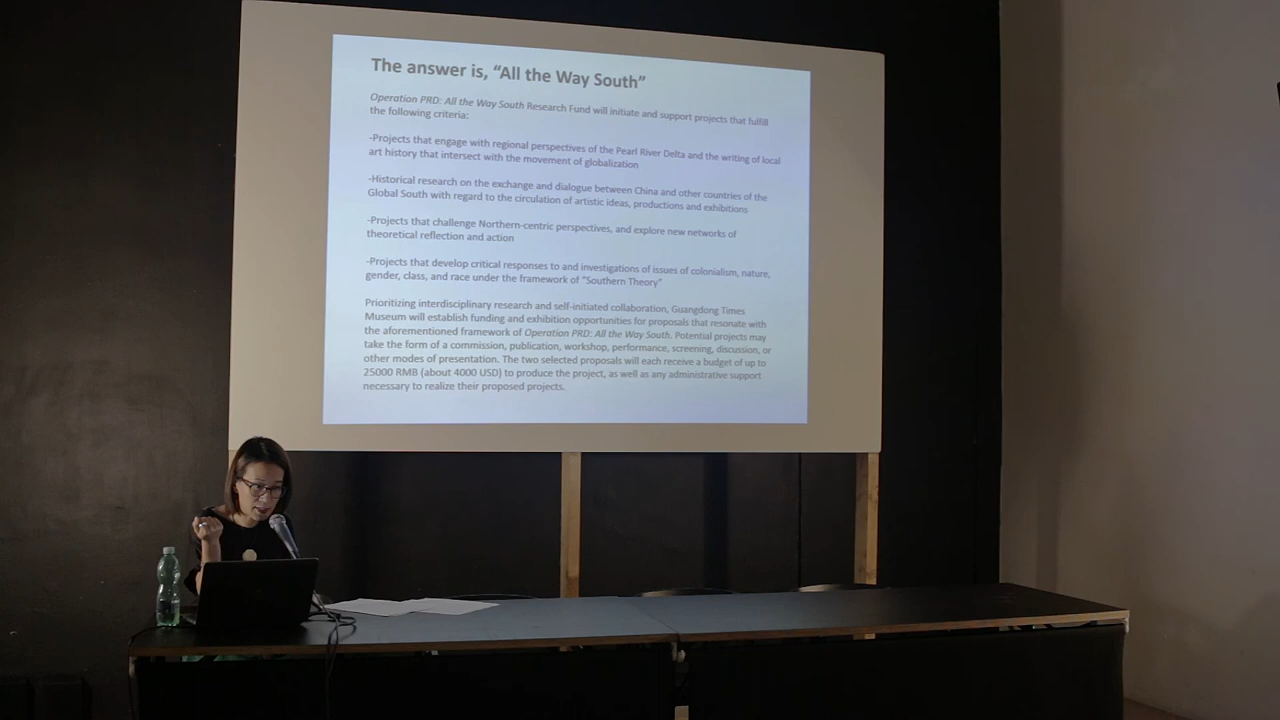 The answer is, “All the Way South”
Operation PRD: All the Way South Research Fund will initiate and support projects that fulfill
the following criteria:
-Projects that engage with regional perspectives of the Pearl River Delta and the writing of local
art history that intersect with the movement of globalization
-Historical research on the exchange and dialogue between China and other countries of the
Global South with regard to the circulation of artistic ideas, productions and exhibitions
-Projects that challenge Northern-centric perspectives, and explore new networks of
theoretical reflection and action
-Projects that develop critical responses to and investigations of issues of colonialism, nature,
gender, class, and race under the framework of “Southern Theory”
Prioritizing interdisciplinary research and self-initiated collaboration, Guangdong Times
Museum will establish funding and exhibition opportunities for proposals that resonate with
the aforementioned framework of Operation PRD: All the Way South. Potential projects may
take the form of a commission, publication, workshop, performance, screening, discussion, or
other modes of presentation. The two selected proposals will each receive a budget of up to
25000 RMB (about 4000 USD) to produce the project, as well as any administrative support
necessary to realize their proposed projects.